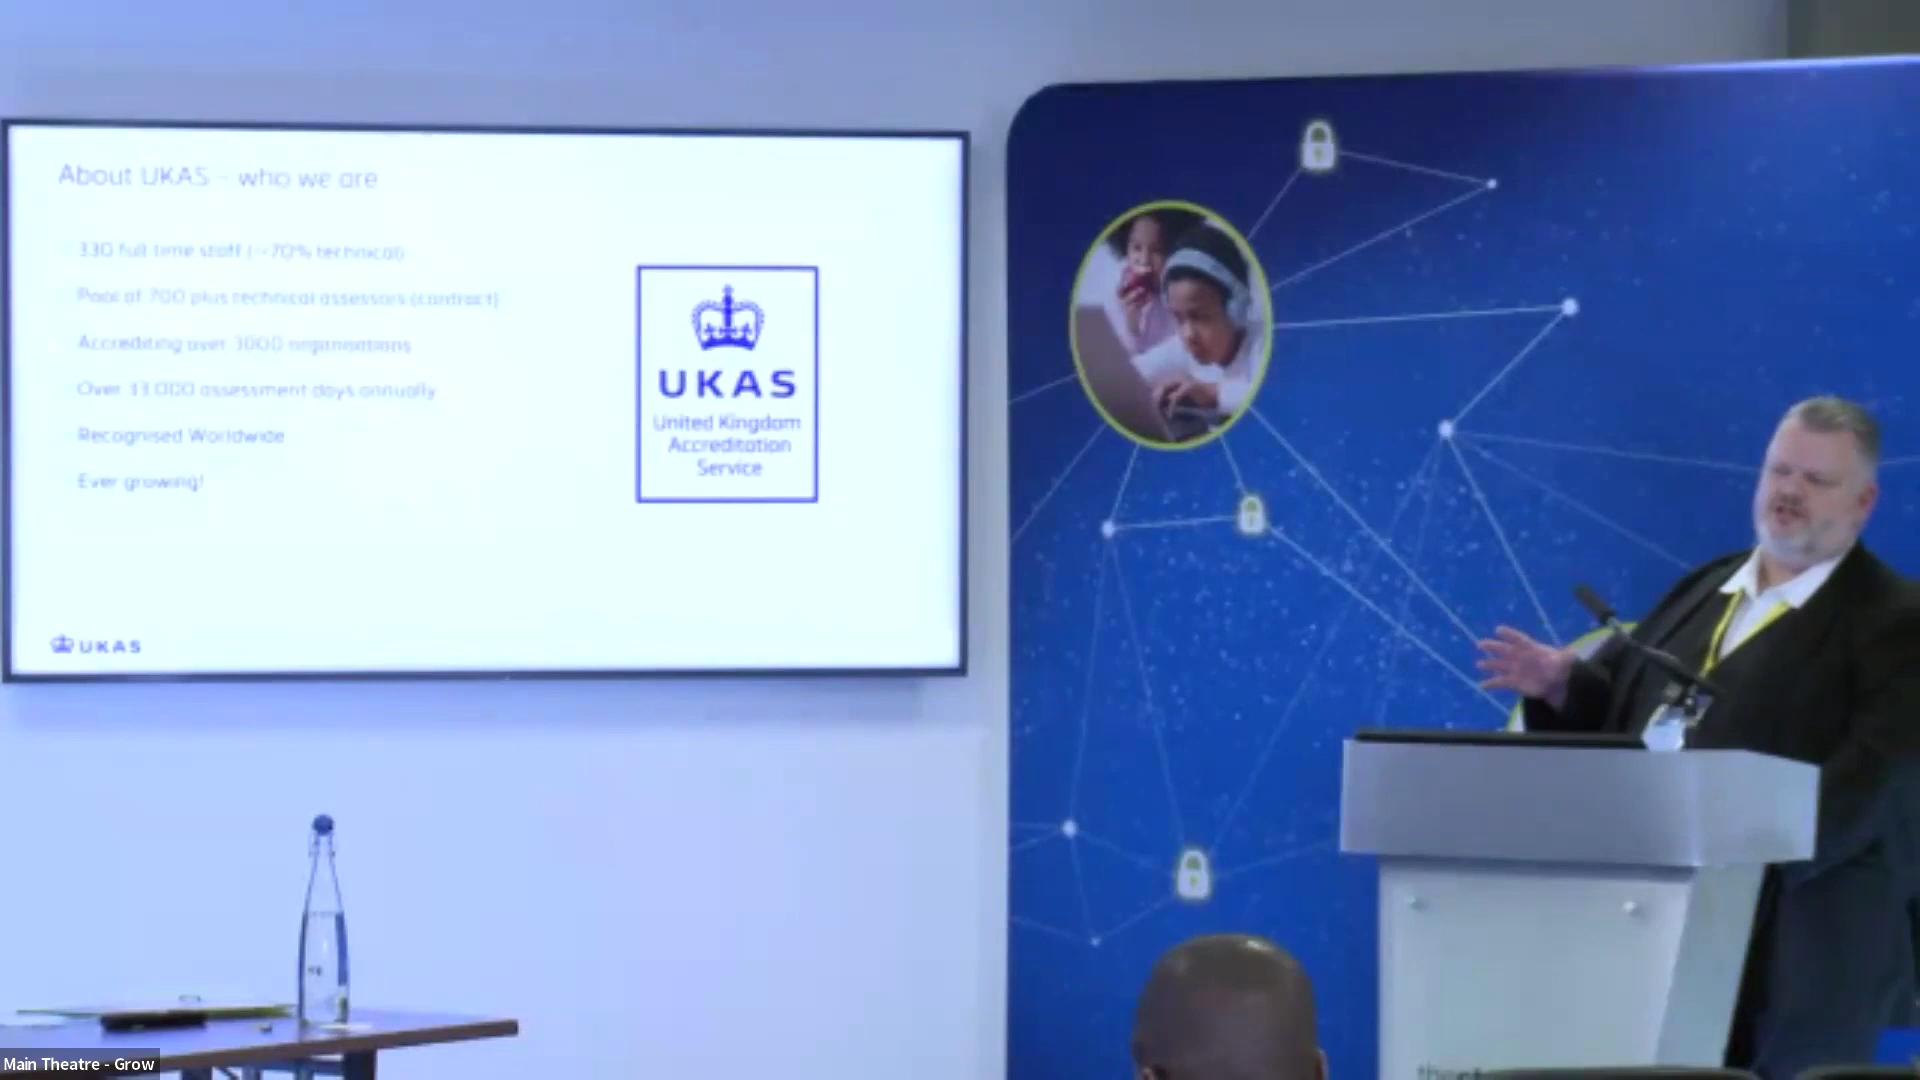 About UKAS - who we are
330 full time staff (~70% technical)
Pool of 700 plus technical assessors (contract)
Accrediting over 3000 organisations
Over 13,000 assessment days annually
Recognised Worldwide
Ever growing!
UKAS
United Kingdom
Accreditation
Service
UKAS
Main Theatre - Grow